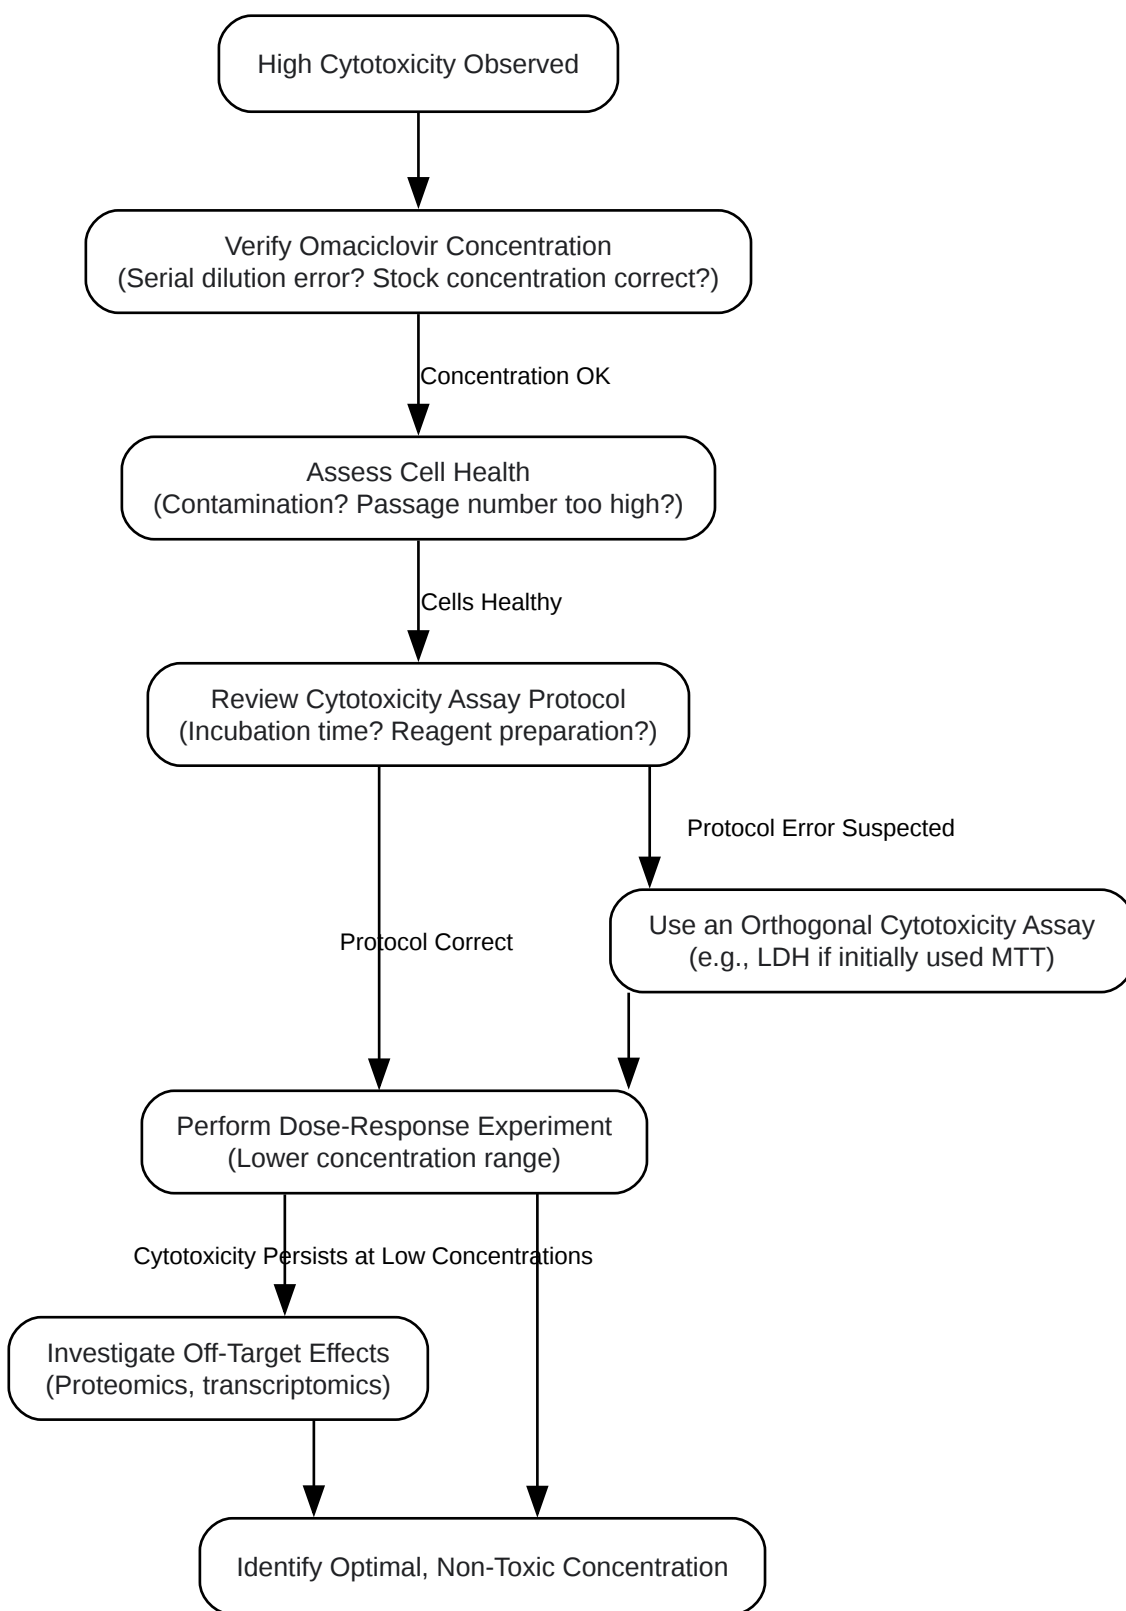 High Cytotoxicity Observed
Verify Omaciclovir Concentration
(Serial dilution error? Stock concentration correct?)
Concentration OK
Assess Cell Health
(Contamination? Passage number too high?)
Cells Healthy
Review Cytotoxicity Assay Protocol
(Incubation time? Reagent preparation?)
Protocol Error Suspected
Use an Orthogonal Cytotoxicity Assay
(e.g., LDH if initially used MTT)
Protocol Correct
Perform Dose-Response Experiment
(Lower concentration range)
Cytotoxicity Persists at Low Concentrations
Investigate Off-Target Effects
(Proteomics, transcriptomics)
Identify Optimal, Non-Toxic Concentration